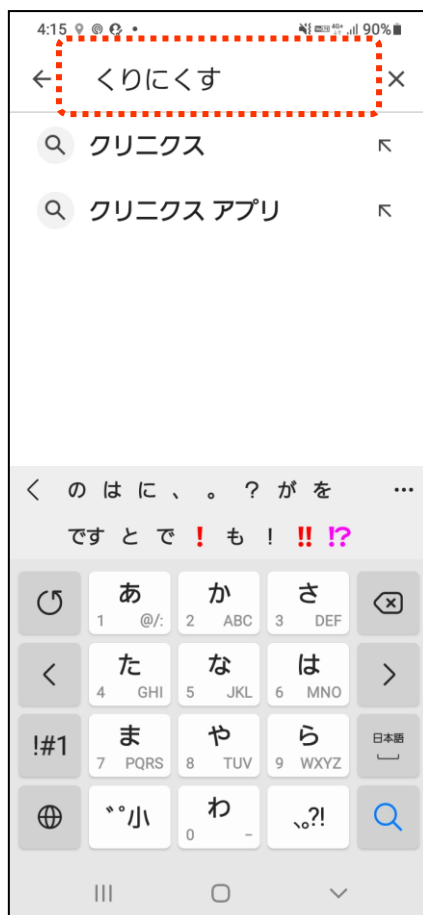 4:15 90%
くりにくす
クリニクス
クリニクス アプリ
の は に 、 。 ? が を
です と で ! も ! !! !?
あ 1 @/: か 2 ABC さ 3 DEF
た 4 GHI な 5 JKL は 6 MNO
!#1 ま 7 PQRS や 8 TUV ら 9 WXYZ 日本語
゛゜小 わ 0 _ 、。?!